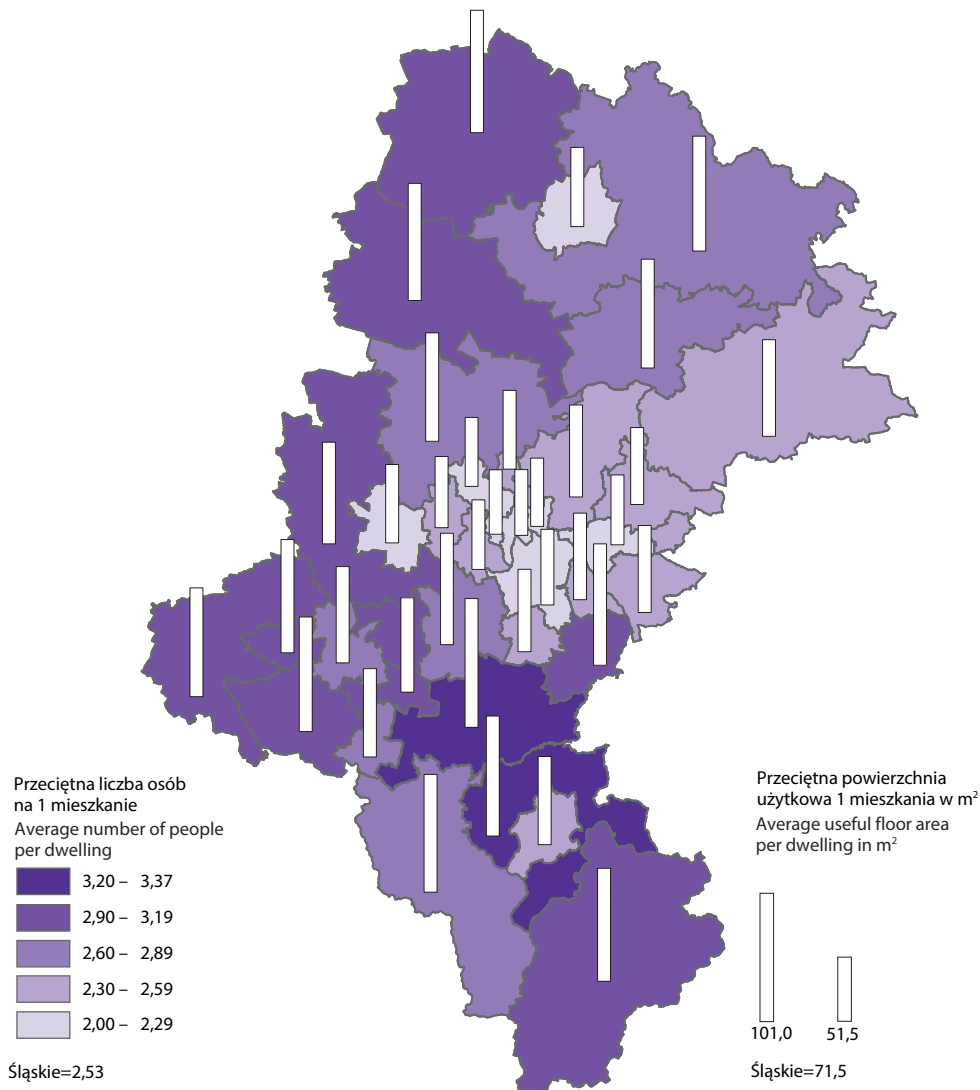 Przeciętna liczba osób
na 1 mieszkanie
Average number of people
per dwelling
3,20 – 3,37
2,90 – 3,19
2,60 – 2,89
2,30 – 2,59
2,00 – 2,29
Śląskie=2,53
Przeciętna powierzchnia
użytkowa 1 mieszkania w m²
Average useful floor area
per dwelling in m²
101,0 51,5
Śląskie=71,5